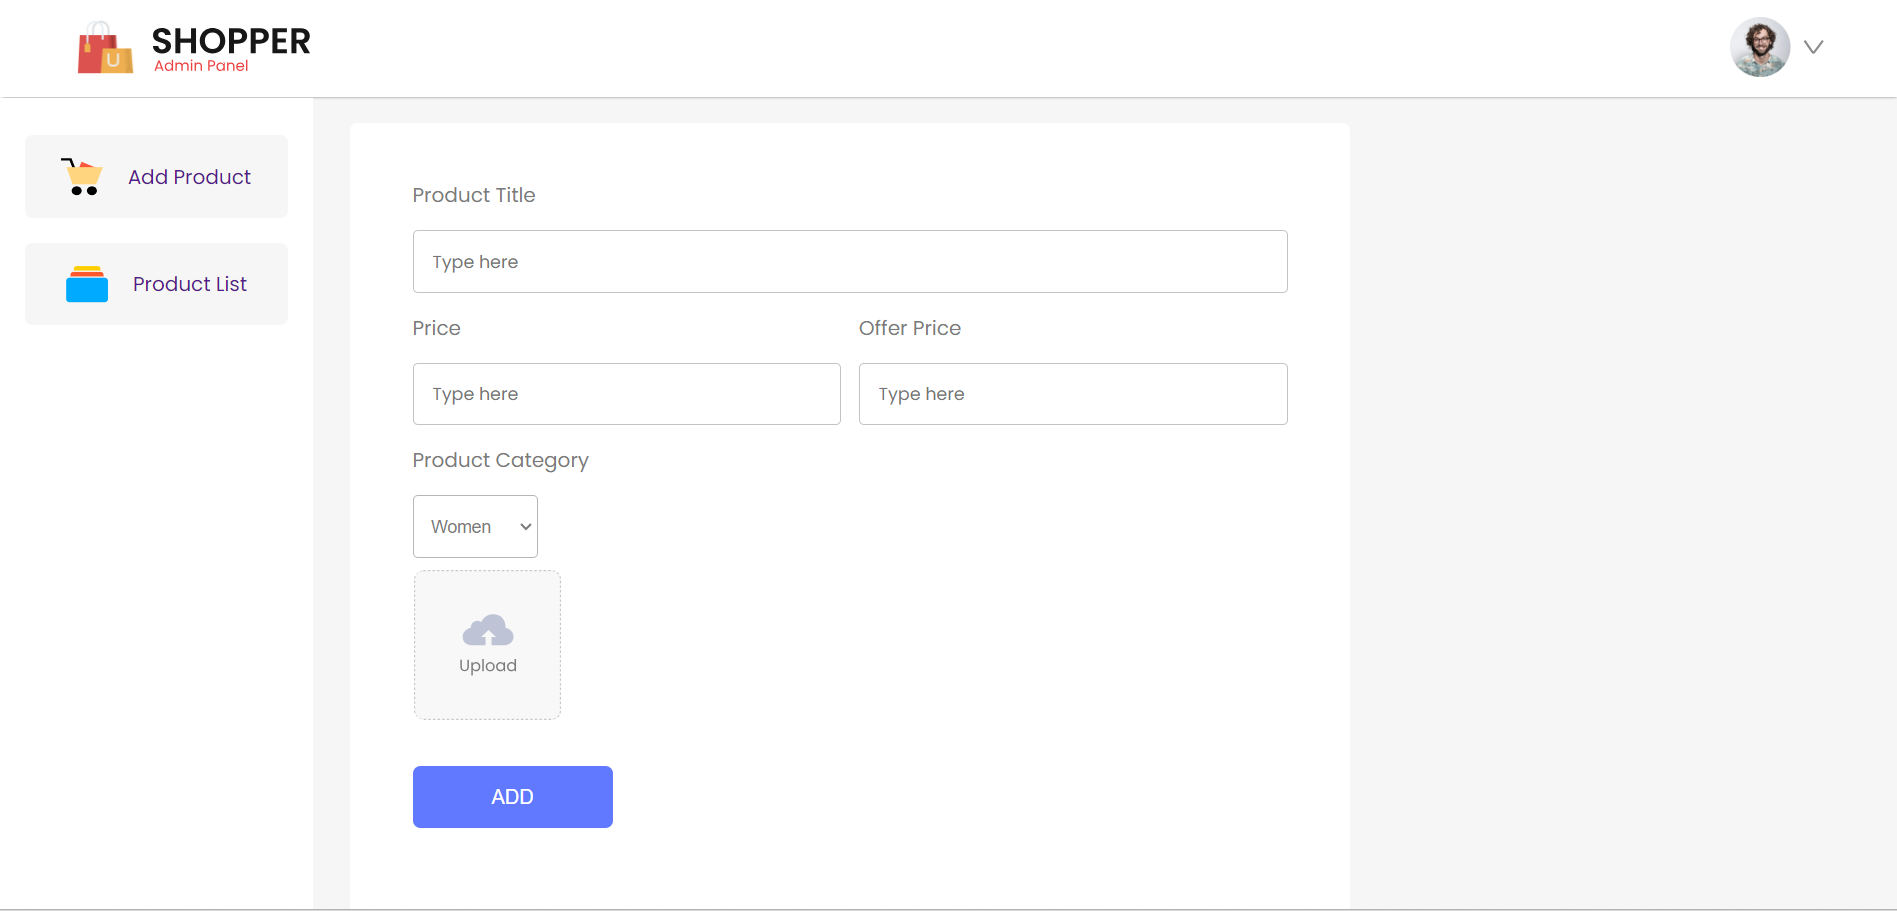 SHOPPER
Admin Panel
U
Add Product
Product List
Product Title
Type here
Price
Offer Price
Type here
Type here
Product Category
Women
Upload
ADD